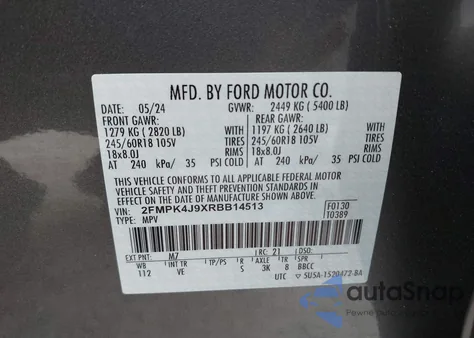 MFD. BY FORD MOTOR CO.
DATE: 05/24 GVWR: 2449 KG (5400 LB)
FRONT GAWR: REAR GAWR:
1279 KG (2820 LB) 1197 KG (2640 LB)
245/60R18 105V TIRES 245/60R18 105V TIRES
18x8.0J RIMS 18x8.0J RIMS
AT 240 kPa/ 35 PSI COLD AT 240 kPa/ 35 PSI COLD
THIS VEHICLE CONFORMS TO ALL APPLICABLE FEDERAL MOTOR
VEHICLE SAFETY AND THEFT PREVENTION STANDARDS IN
EFFECT ON THE DATE OF MANUFACTURE SHOWN ABOVE.
VIN: 2FMPK4J9XRBB14513 F0130
TYPE: MPV T0389
EXT PNT: M7 RC: 21 DSO:
WB INT TR TP/PS R AXLE TR SPR
112 VE S 3K 8 BBCC
UTC SU5A-1520472-BA
autoSnap